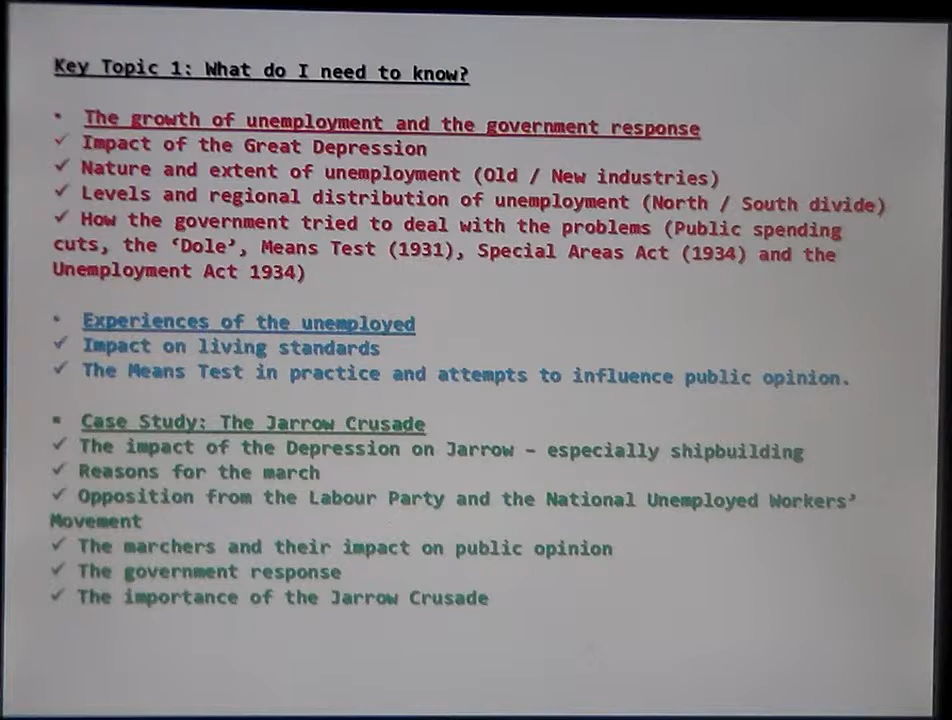 Key Topic 1: What do I need to know?
• The growth of unemployment and the government response
✓ Impact of the Great Depression
✓ Nature and extent of unemployment (Old / New industries)
✓ Levels and regional distribution of unemployment (North / South divide)
✓ How the government tried to deal with the problems (Public spending
cuts, the ‘Dole’, Means Test (1931), Special Areas Act (1934) and the
Unemployment Act 1934)
• Experiences of the unemployed
✓ Impact on living standards
✓ The Means Test in practice and attempts to influence public opinion.
• Case Study: The Jarrow Crusade
✓ The impact of the Depression on Jarrow – especially shipbuilding
✓ Reasons for the march
✓ Opposition from the Labour Party and the National Unemployed Workers’
Movement
✓ The marchers and their impact on public opinion
✓ The government response
✓ The importance of the Jarrow Crusade